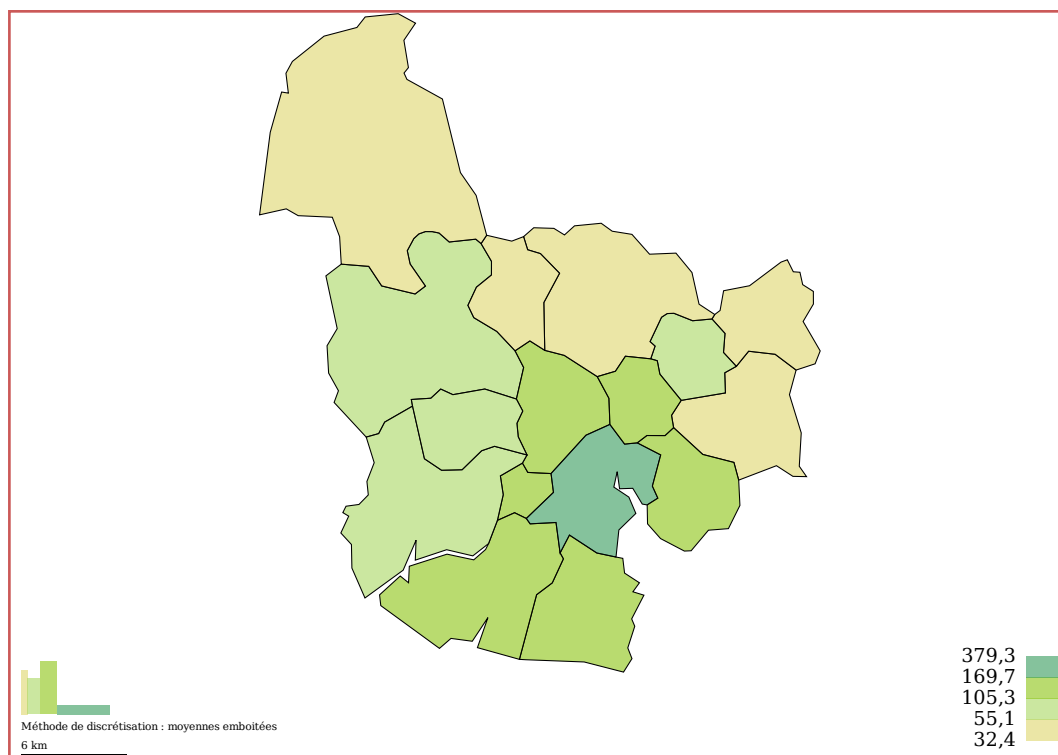 379,3
169,7
105,3
55,1
32,4
Méthode de discrétisation : moyennes emboitées
6 km